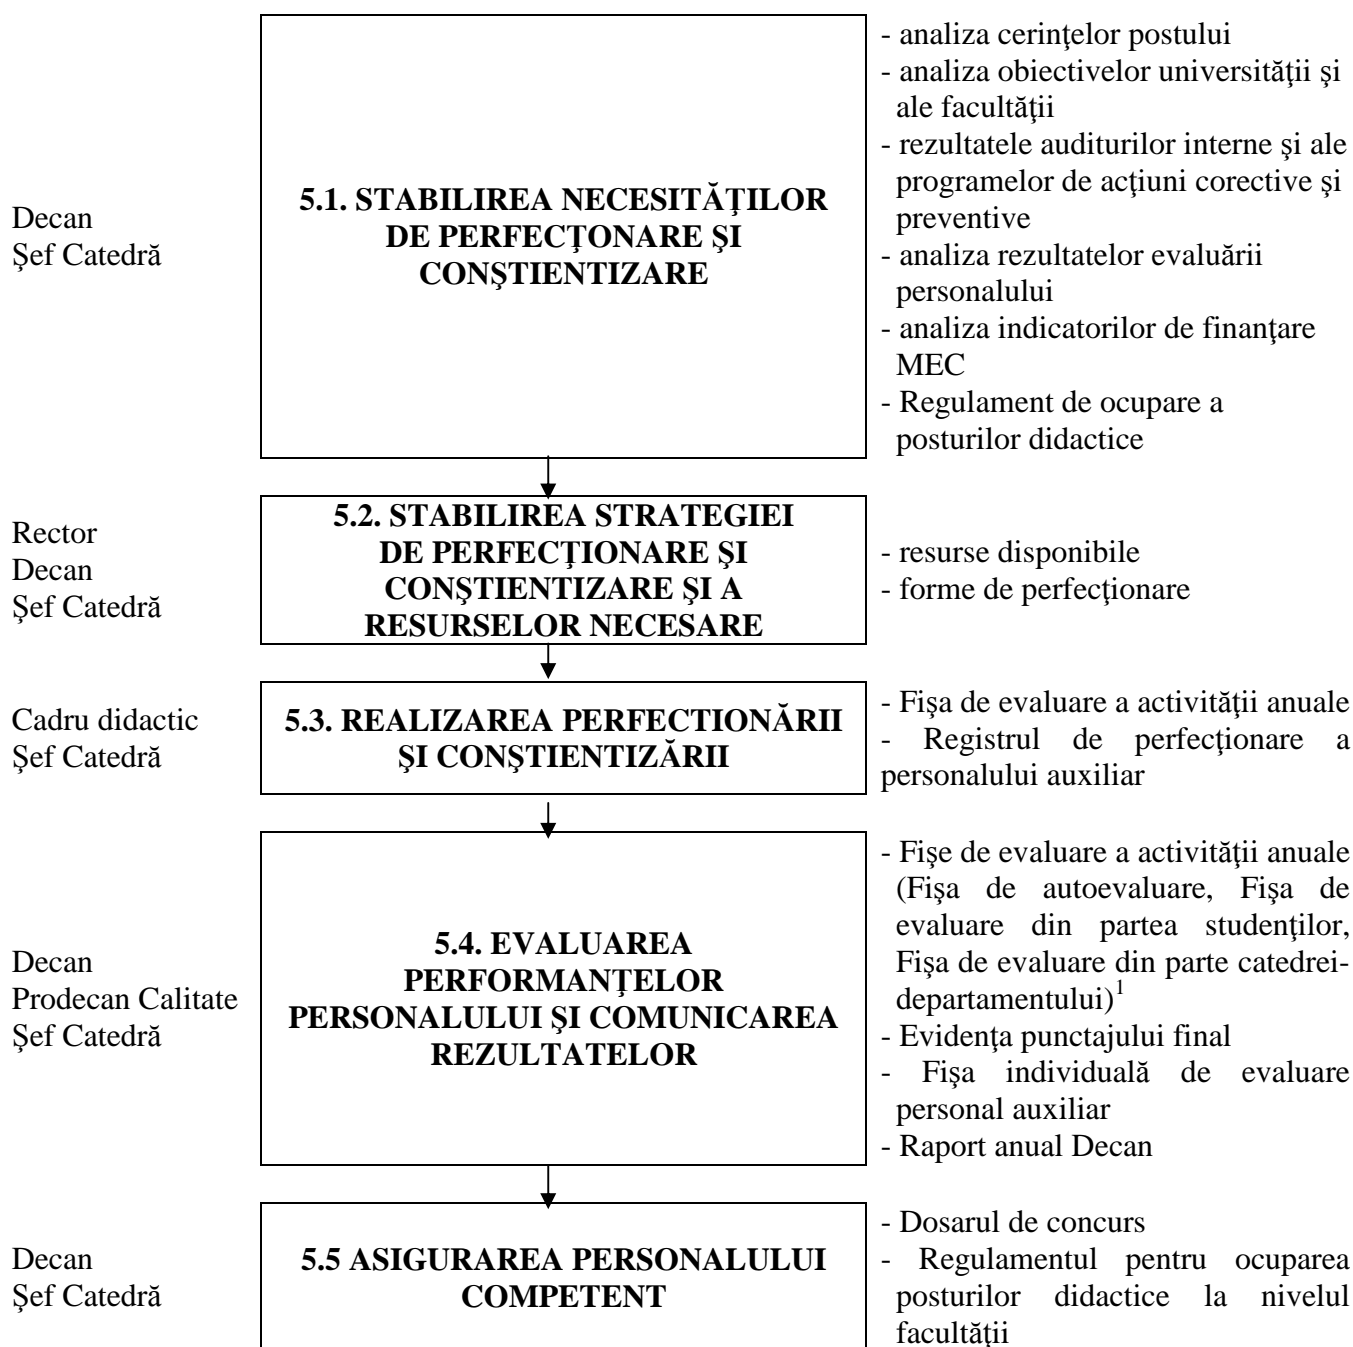 Decan
Şef Catedră
5.1. STABILIREA NECESITĂŢILOR
DE PERFECŢONARE ŞI
CONŞTIENTIZARE
- analiza cerinţelor postului
- analiza obiectivelor universităţii şi
ale facultăţii
- rezultatele auditurilor interne şi ale
programelor de acţiuni corective şi
preventive
- analiza rezultatelor evaluării
personalului
- analiza indicatorilor de finanţare
MEC
- Regulament de ocupare a
posturilor didactice
Rector
Decan
Şef Catedră
5.2. STABILIREA STRATEGIEI
DE PERFECŢIONARE ŞI
CONŞTIENTIZARE ŞI A
RESURSELOR NECESARE
- resurse disponibile
- forme de perfecţionare
Cadru didactic
Şef Catedră
5.3. REALIZAREA PERFECTIONĂRII
ŞI CONŞTIENTIZĂRII
- Fişa de evaluare a activităţii anuale
- Registrul de perfecţionare a
personalului auxiliar
Decan
Prodecan Calitate
Şef Catedră
5.4. EVALUAREA
PERFORMANŢELOR
PERSONALULUI ŞI COMUNICAREA
REZULTATELOR
- Fişe de evaluare a activităţii anuale
(Fişa de autoevaluare, Fişa de
evaluare din partea studenţilor,
Fişa de evaluare din parte catedrei-
departamentului)1
- Evidenţa punctajului final
- Fişa individuală de evaluare
personal auxiliar
- Raport anual Decan
Decan
Şef Catedră
5.5 ASIGURAREA PERSONALULUI
COMPETENT
- Dosarul de concurs
- Regulamentul pentru ocuparea
posturilor didactice la nivelul
facultăţii